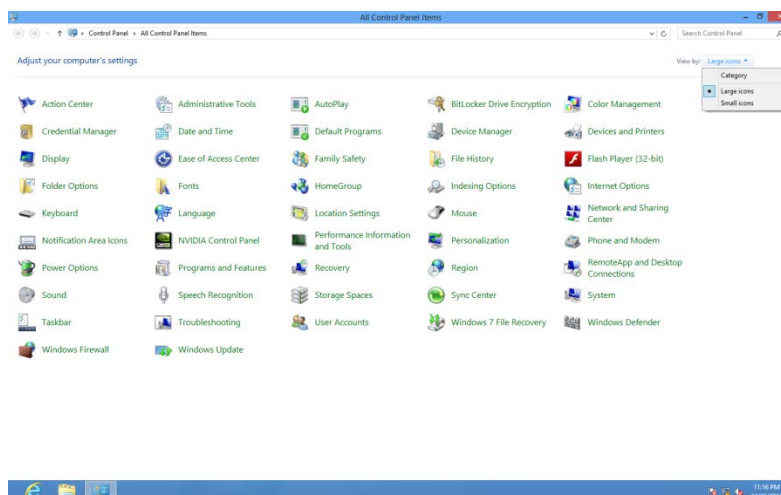 All Control Panel Items
Control Panel
All Control Panel Items
Search Control Panel
Adjust your computer's settings
View by: Large icons
Category
Large icons
Small icons
Action Center
Administrative Tools
AutoPlay
BitLocker Drive Encryption
Color Management
Credential Manager
Date and Time
Default Programs
Device Manager
Devices and Printers
Display
Ease of Access Center
Family Safety
File History
Flash Player (32-bit)
Folder Options
Fonts
HomeGroup
Indexing Options
Internet Options
Keyboard
Language
Location Settings
Mouse
Network and Sharing
Center
Notification Area Icons
NVIDIA Control Panel
Performance Information
and Tools
Personalization
Phone and Modem
Power Options
Programs and Features
Recovery
Region
RemoteApp and Desktop
Connections
Sound
Speech Recognition
Storage Spaces
Sync Center
System
Taskbar
Troubleshooting
User Accounts
Windows 7 File Recovery
Windows Defender
Windows Firewall
Windows Update
11:16 PM